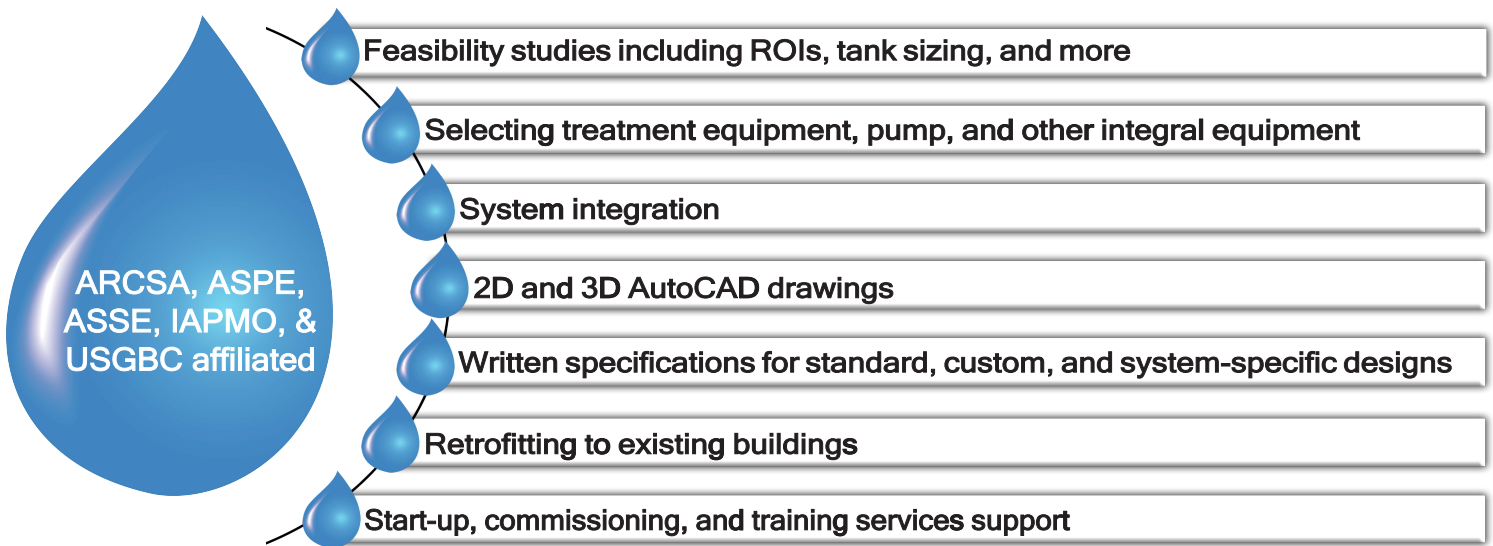 ARCSA, ASPE,
ASSE, IAPMO, &
USGBC affiliated
Feasibility studies including ROIs, tank sizing, and more
Selecting treatment equipment, pump, and other integral equipment
System integration
2D and 3D AutoCAD drawings
Written specifications for standard, custom, and system-specific designs
Retrofitting to existing buildings
Start-up, commissioning, and training services support